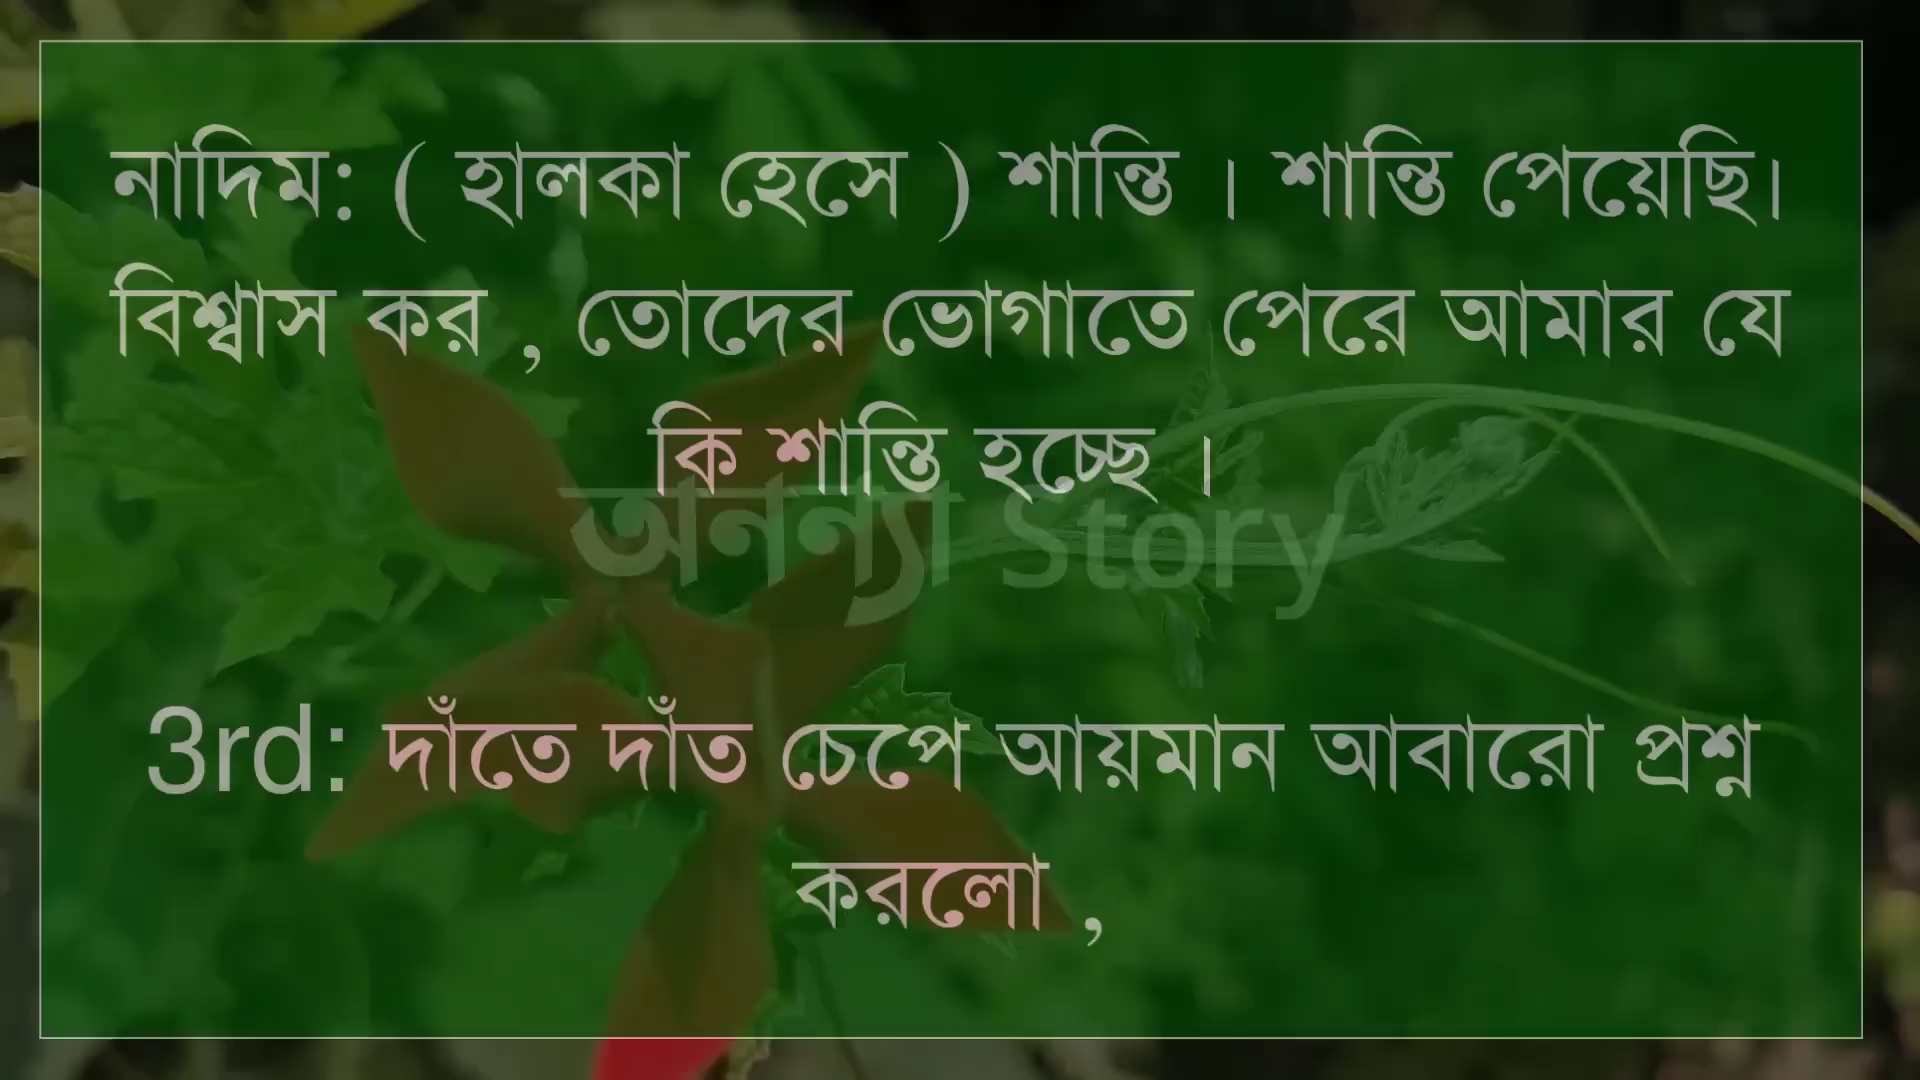 নাদিম: ( হালকা হেসে ) শান্তি । শান্তি পেয়েছি।
বিশ্বাস কর , তোদের ভোগাতে পেরে আমার যে
কি শান্তি হচ্ছে ।
অনন্যা Story
3rd: দাঁতে দাঁত চেপে আয়মান আবারো প্রশ্ন
করলো ,